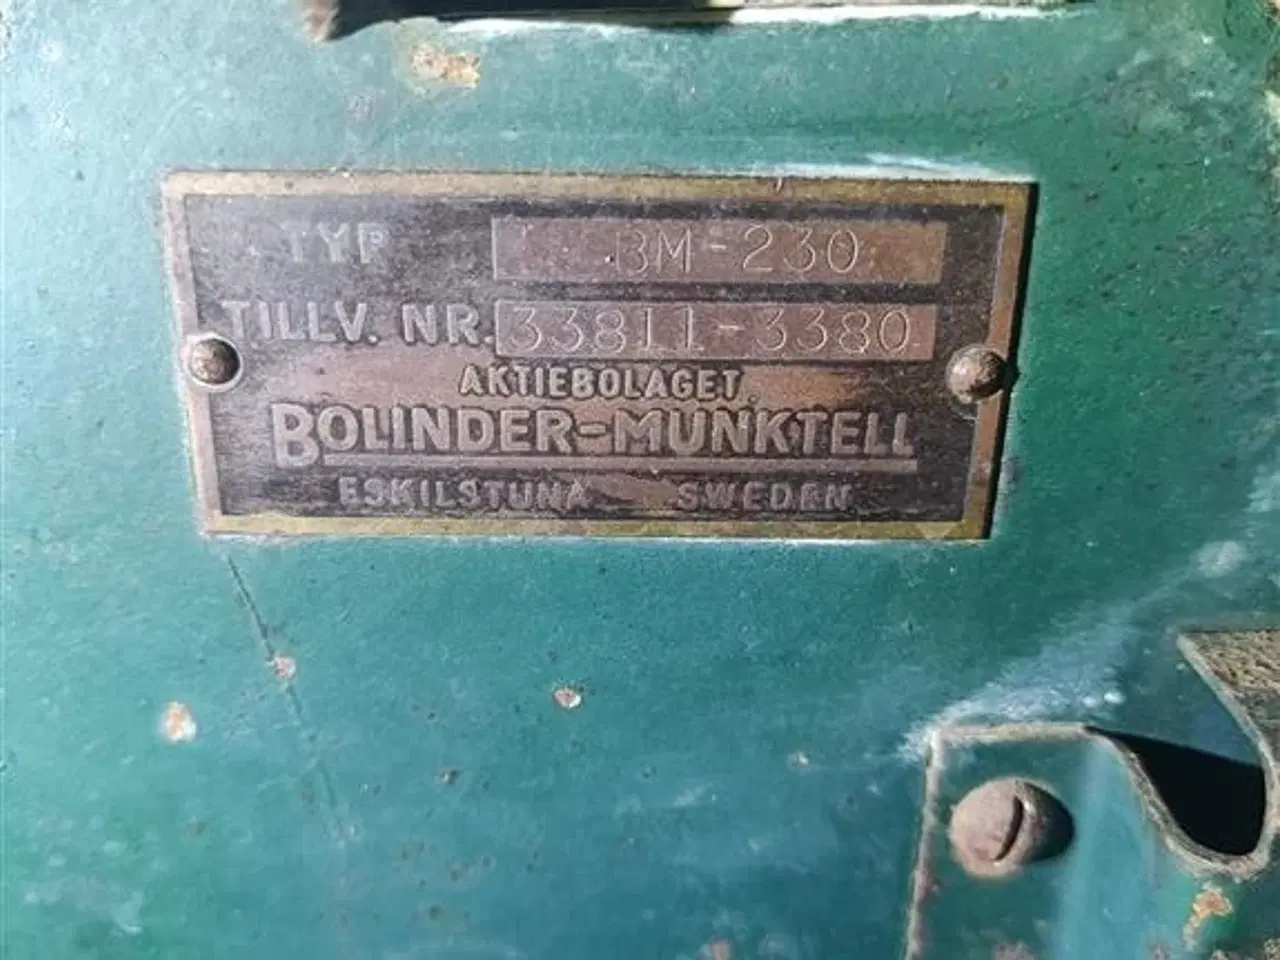 TYP BM-230
TILLV. NR. 33811-3380
AKTIEBOLAGET
BOLINDER-MUNKTELL
ESKILSTUNA SWEDEN